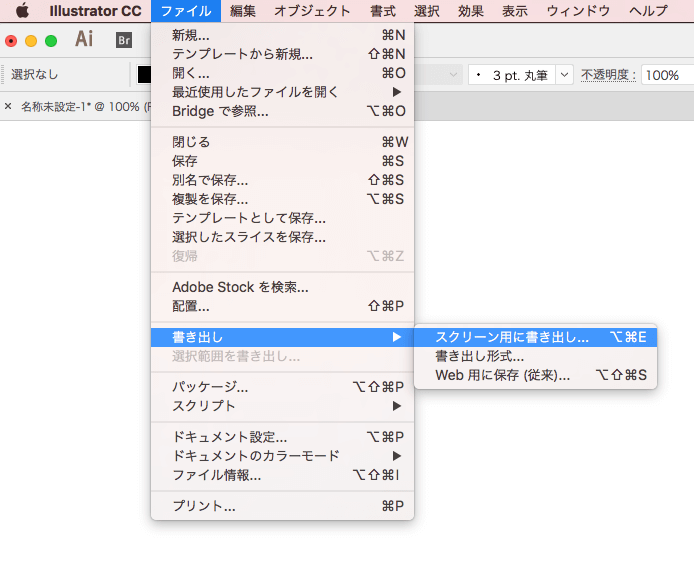 Illustrator CC ファイル 編集 オブジェクト 書式 選択 効果 表示 ウィンドウ ヘルプ
Ai Br
選択なし
3 pt. 丸筆 不透明度 : 100%
× 名称未設定-1* @ 100% (
新規... ⌘N
テンプレートから新規... ⇧⌘N
開く... ⌘O
最近使用したファイルを開く ▶
Bridge で参照... ⌥⌘O
閉じる ⌘W
保存 ⌘S
別名で保存... ⇧⌘S
複製を保存... ⌥⌘S
テンプレートとして保存...
選択したスライスを保存...
復帰 ⌥⌘Z
Adobe Stock を検索...
配置... ⇧⌘P
書き出し ▶
選択範囲を書き出し...
スクリーン用に書き出し... ⌥⌘E
書き出し形式...
Web 用に保存 (従来)... ⌥⇧⌘S
パッケージ... ⌥⇧⌘P
スクリプト ▶
ドキュメント設定... ⌥⌘P
ドキュメントのカラーモード ▶
ファイル情報... ⌥⇧⌘I
プリント... ⌘P